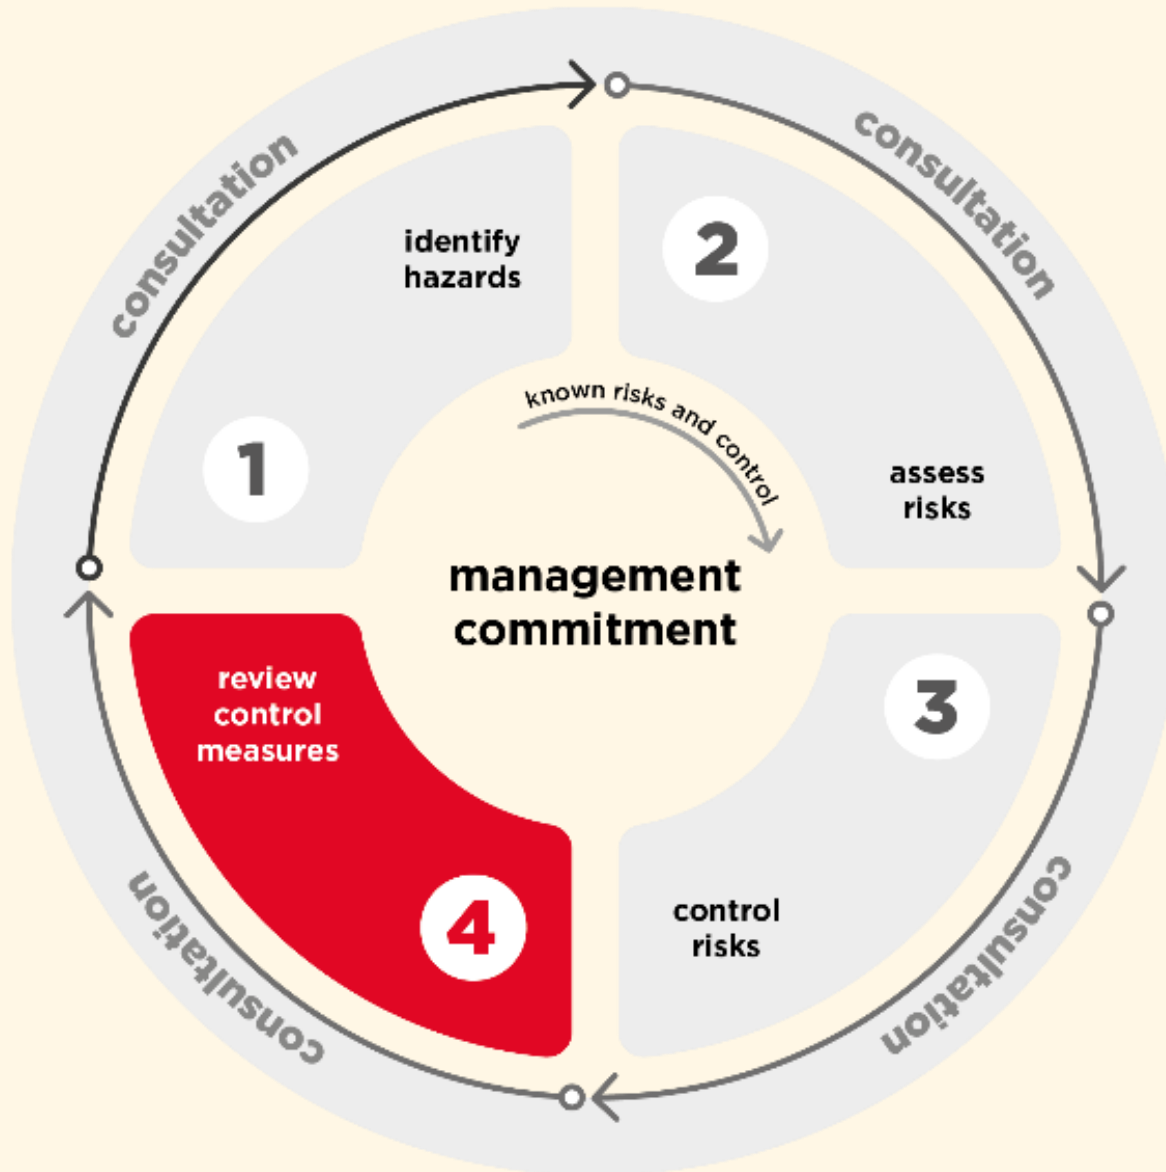 consultation
consultation
identify
hazards
1
2
assess
risks
known risks and control
management
commitment
3
control
risks
review
control
measures
4
consultation
consultation